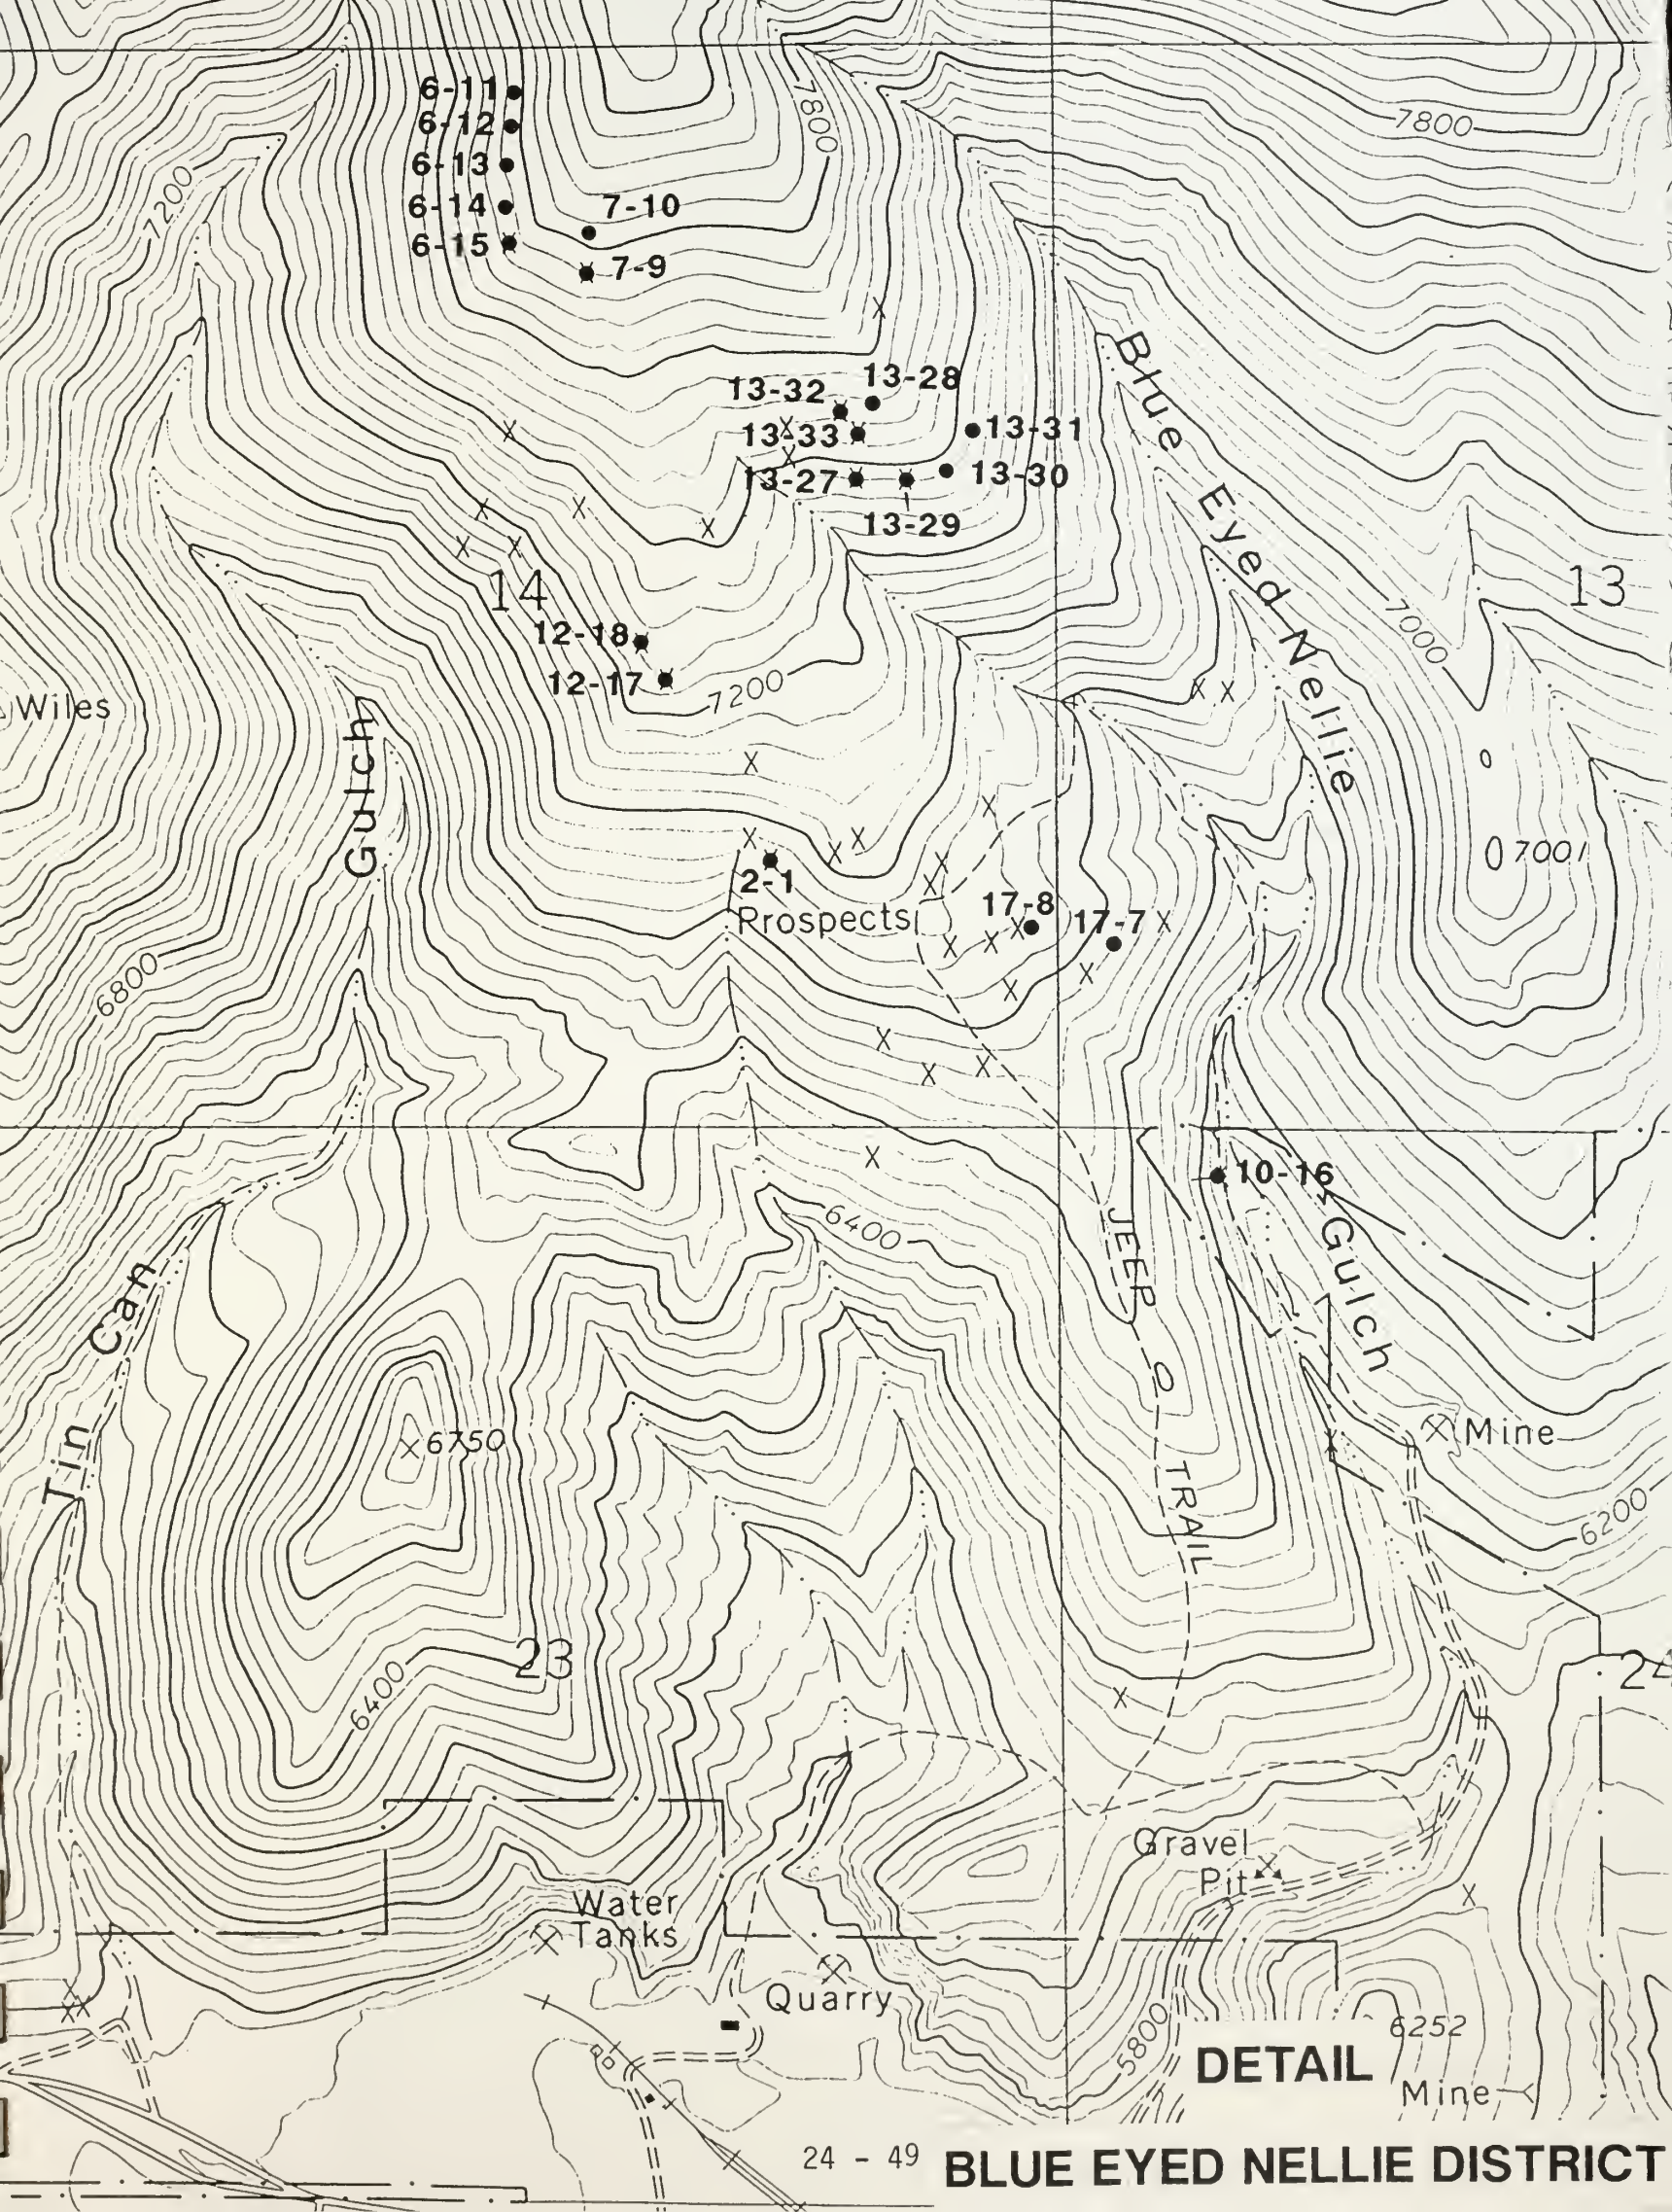 6-11
7800
7800
6-12
6-13
7200
6-14
7-10
6-15
7-9
Blue Eyed Nellie
13-28
13-32
13-31
13-33
13-27
13-30
13-29
13
14
7000
12-18
12-17
7200
Wiles
Gulch
7001
2-1
Prospects
17-8
17-7
6800
10-16
6400
JEEP
Gulch
Can
6750
Mine
Tin
TRAIL
6200
23
24
6400
Gravel
Pit
Water
Tanks
Quarry
5800
6252
DETAIL
Mine
24 - 49
BLUE EYED NELLIE DISTRICT